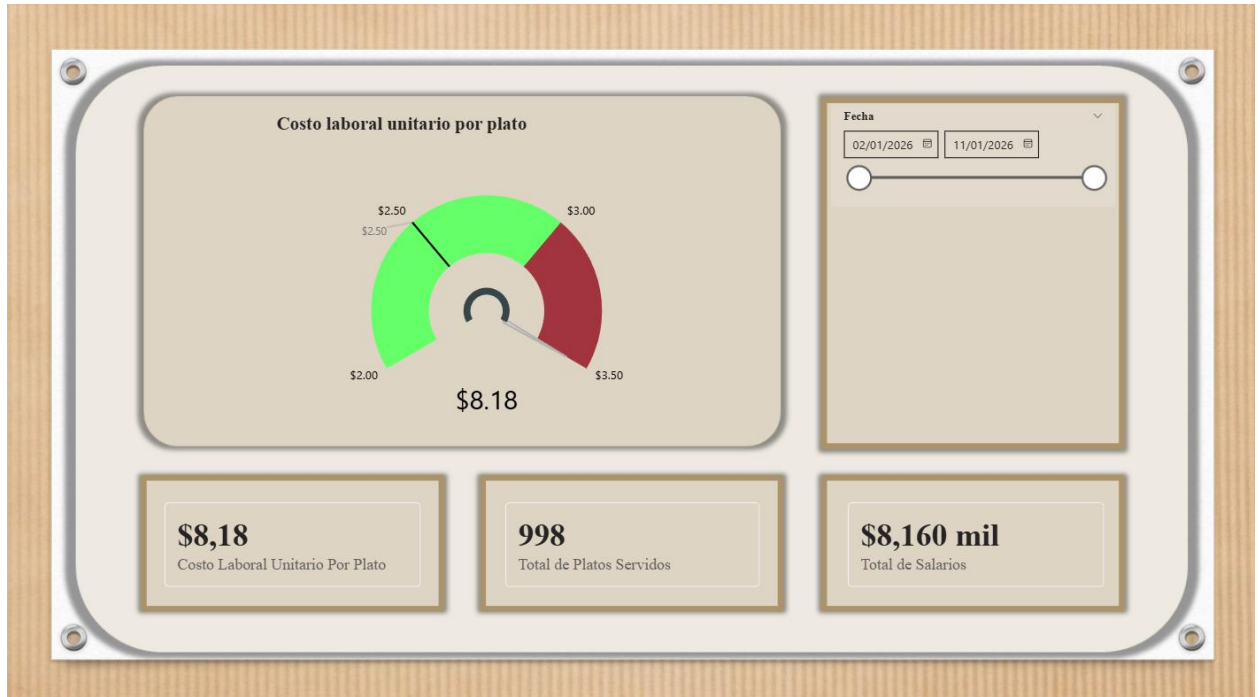 Costo laboral unitario por plato
$2.50
$3.00
$2.50
$2.00
$3.50
$8.18
Fecha
02/01/2026
11/01/2026
$8,18
Costo Laboral Unitario Por Plato
998
Total de Platos Servidos
$8,160 mil
Total de Salarios